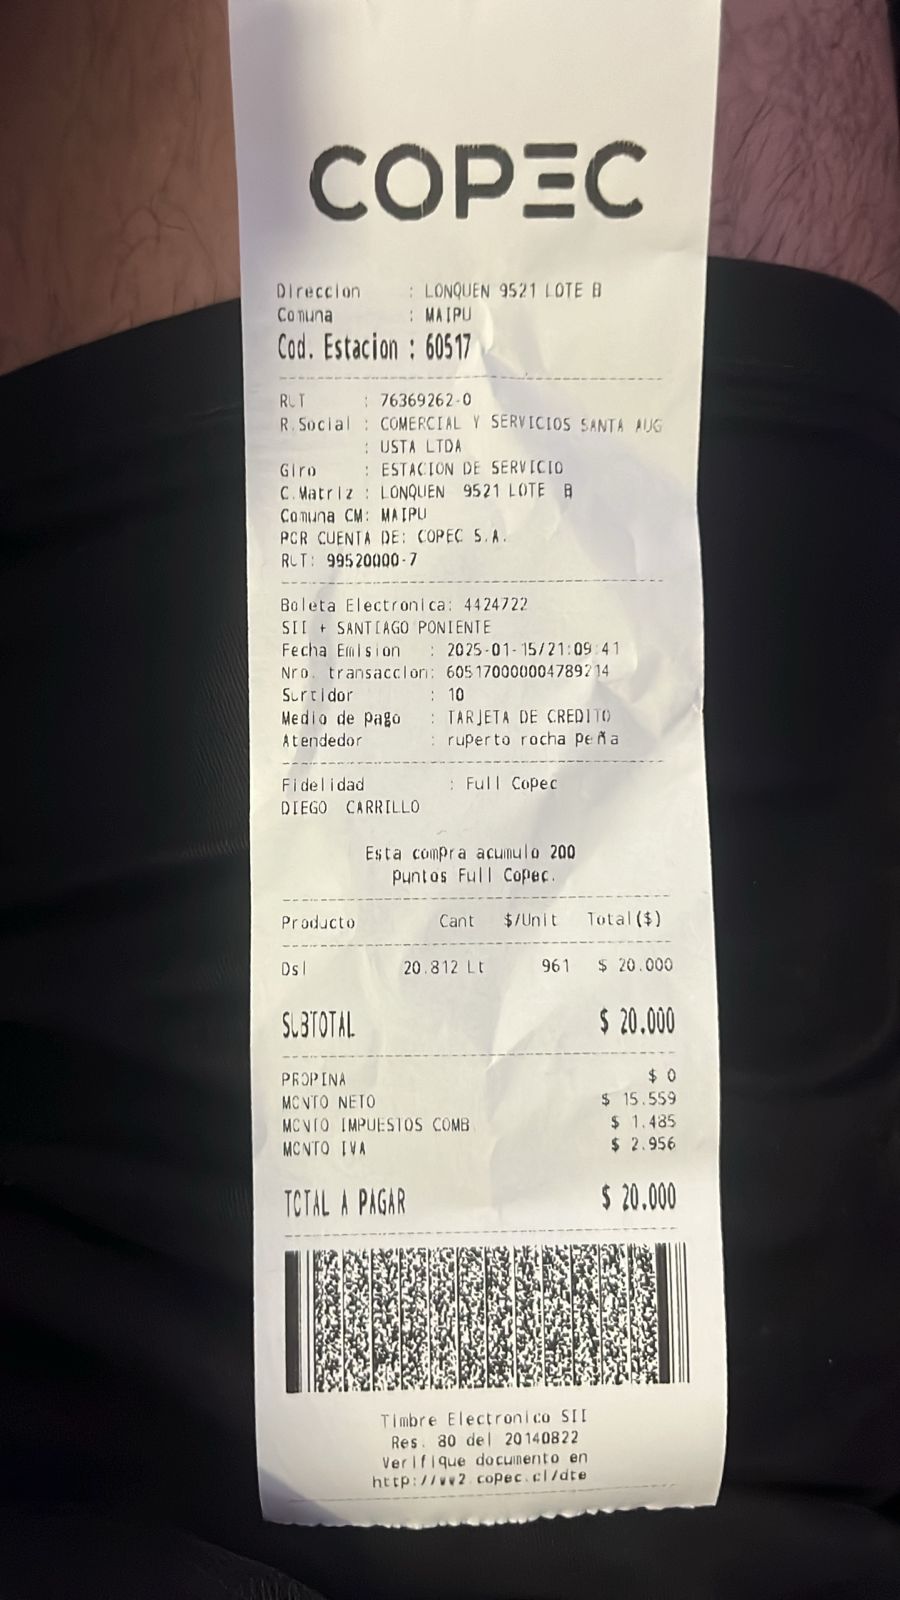 COPEC
Direccion : LONQUEN 9521 LOTE B
Comuna : MAIPU
Cod. Estacion : 60517
RUT : 76369262-0
R.Social : COMERCIAL Y SERVICIOS SANTA AUG
: USTA LTDA
Giro : ESTACION DE SERVICIO
C.Matriz : LONQUEN 9521 LOTE B
Comuna CM: MAIPU
POR CUENTA DE: COPEC S.A.
RUT: 99520000-7
Boleta Electronica: 4424722
SII + SANTIAGO PONIENTE
Fecha Emision : 2025-01-15/21:09:41
Nro. transaccion: 605170000004789214
Surtidor : 10
Medio de pago : TARJETA DE CREDITO
Atendedor : ruperto rocha peña
Fidelidad : Full Copec
DIEGO CARRILLO
Esta compra acumulo 200
puntos Full Copec.
Producto Cant $/Unit Total($)
Dsl 20.812 Lt 961 $ 20.000
SUBTOTAL $ 20.000
PROPINA $ 0
MONTO NETO $ 15.559
MONTO IMPUESTOS COMB. $ 1.485
MONTO IVA $ 2.956
TOTAL A PAGAR $ 20.000
Timbre Electronico SII
Res. 80 del 20140822
Verifique documento en
http://ww2.copec.cl/dte